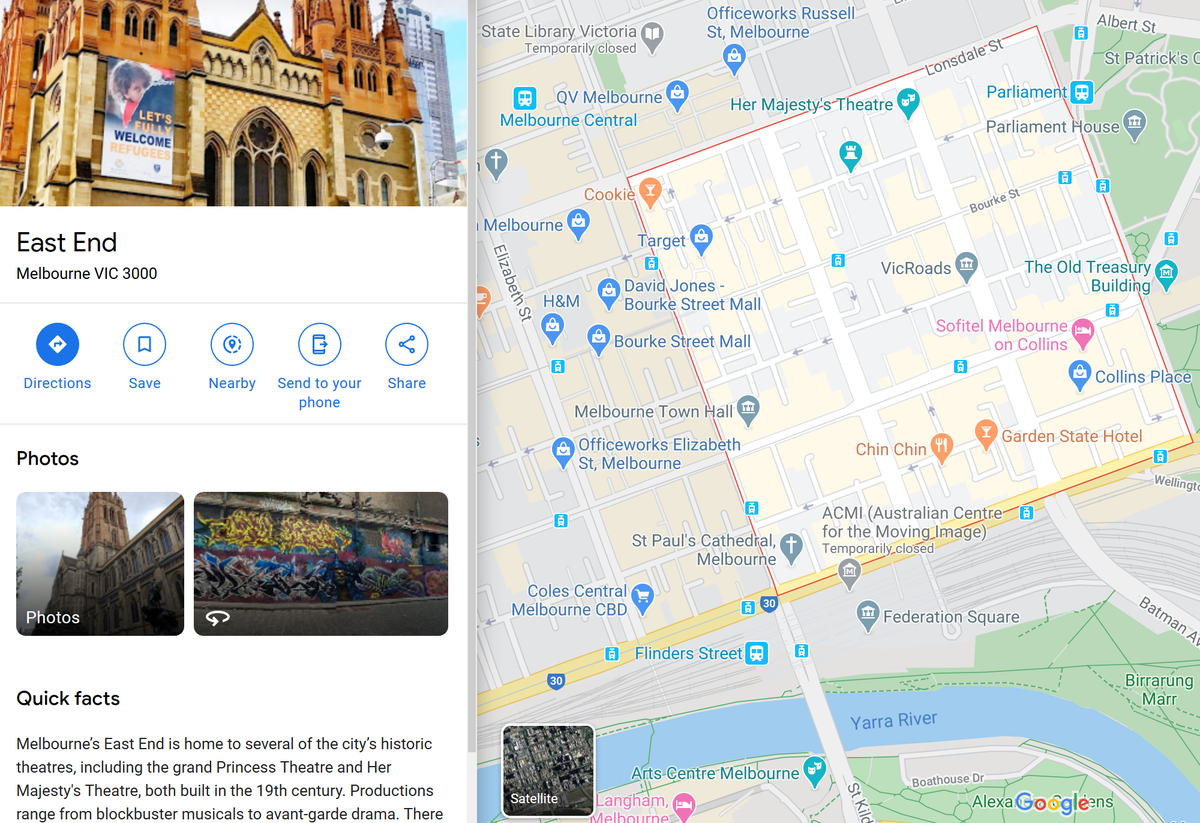 LET'S
FULLY
WELCOME
REFUGEES
East End
Melbourne VIC 3000
Directions
Save
Nearby
Send to your
phone
Share
Photos
Photos
Quick facts
Melbourne’s East End is home to several of the city’s historic
theatres, including the grand Princess Theatre and Her
Majesty's Theatre, both built in the 19th century. Productions
range from blockbuster musicals to avant-garde drama. There
State Library Victoria
Temporarily closed
Officeworks Russell
St, Melbourne
Albert St
Lonsdale St
St Patrick's C
QV Melbourne
Melbourne Central
Her Majesty's Theatre
Parliament
Parliament House
Cookie
Melbourne
Target
Bourke St
Elizabeth St
VicRoads
The Old Treasury
Building
David Jones -
Bourke Street Mall
H&M
Bourke Street Mall
Sofitel Melbourne
on Collins
Collins Place
Melbourne Town Hall
Officeworks Elizabeth
St, Melbourne
Chin Chin
Garden State Hotel
Wellingto
ACMI (Australian Centre
for the Moving Image)
Temporarily closed
St Paul's Cathedral,
Melbourne
Coles Central
Melbourne CBD
30
Federation Square
Batman Av
Flinders Street
30
Birrarung
Marr
Yarra River
Arts Centre Melbourne
Boathouse Dr
Satellite
Langham,
Melbourne
St Kild
Google